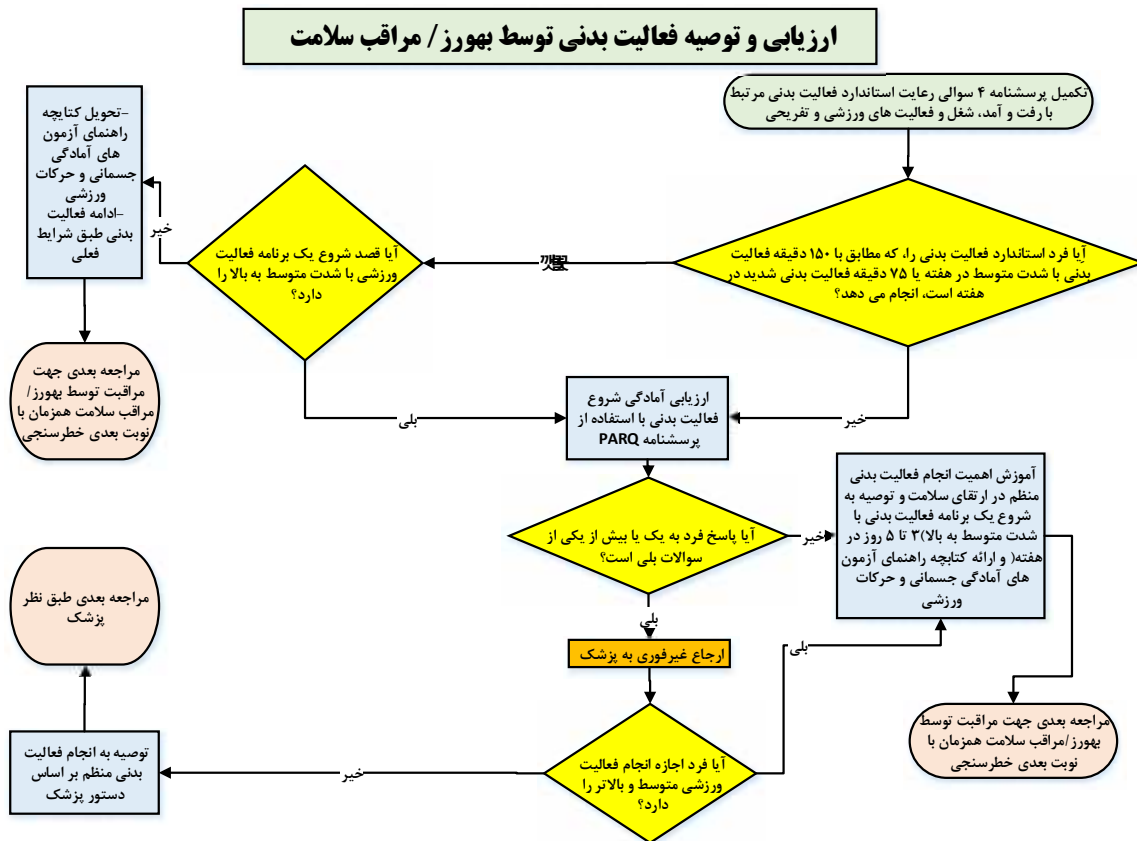 ارزیابی و توصیه فعالیت بدنی توسط بهورز/ مراقب سلامت
تکمیل پرسشنامه ۴ سوالی رعایت استاندارد فعالیت بدنی مرتبط
با رفت و آمد، شغل و فعالیت های ورزشی و تفریحی
آیا فرد استاندارد فعالیت بدنی را، که مطابق با ۱۵۰ دقیقه فعالیت
بدنی با شدت متوسط در هفته یا ۷۵ دقیقه فعالیت بدنی شدید در
هفته است، انجام می دهد؟
آیا قصد شروع یک برنامه فعالیت
ورزشی با شدت متوسط به بالا را
دارد؟
خیر
-تحویل کتابچه
راهنمای آزمون
های آمادگی
جسمانی و حرکات
ورزشی
-ادامه فعالیت
بدنی طبق شرایط
فعلی
مراجعه بعدی جهت
مراقبت توسط بهورز/
مراقب سلامت همزمان با
نوبت بعدی خطرسنجی
بلی
خیر
ارزیابی آمادگی شروع
فعالیت بدنی با استفاده از
پرسشنامه PARQ
آیا پاسخ فرد به یک یا بیش از یکی از
سوالات بلی است؟
خیر
آموزش اهمیت انجام فعالیت بدنی
منظم در ارتقای سلامت و توصیه به
شروع یک برنامه فعالیت بدنی با
شدت متوسط به بالا)۳ تا ۵ روز در
هفته( و ارائه کتابچه راهنمای آزمون
های آمادگی جسمانی و حرکات
ورزشی
بلی
ارجاع غیرفوری به پزشک
بلی
آیا فرد اجازه انجام فعالیت
ورزشی متوسط و بالاتر را
دارد؟
خیر
توصیه به انجام فعالیت
بدنی منظم بر اساس
دستور پزشک
مراجعه بعدی طبق نظر
پزشک
مراجعه بعدی جهت مراقبت توسط
بهورز/مراقب سلامت همزمان با
نوبت بعدی خطرسنجی